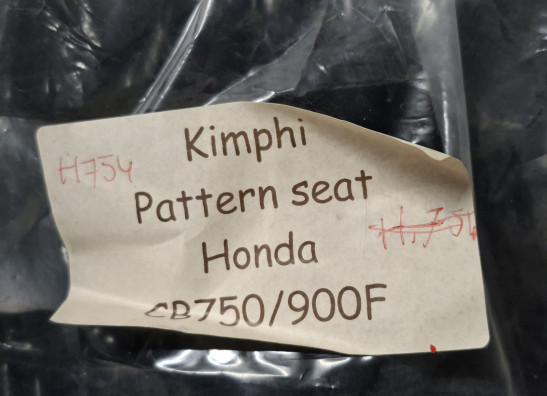 Kimphi
H754
Pattern seat
Honda
CB750/900F